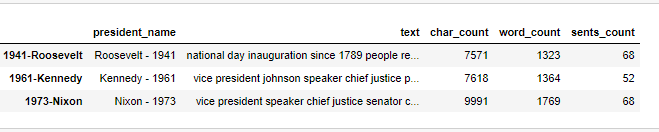 president_name text char_count word_count sents_count
1941-Roosevelt Roosevelt - 1941 national day inauguration since 1789 people re... 7571 1323 68
1961-Kennedy Kennedy - 1961 vice president johnson speaker chief justice p... 7618 1364 52
1973-Nixon Nixon - 1973 vice president speaker chief justice senator c... 9991 1769 68